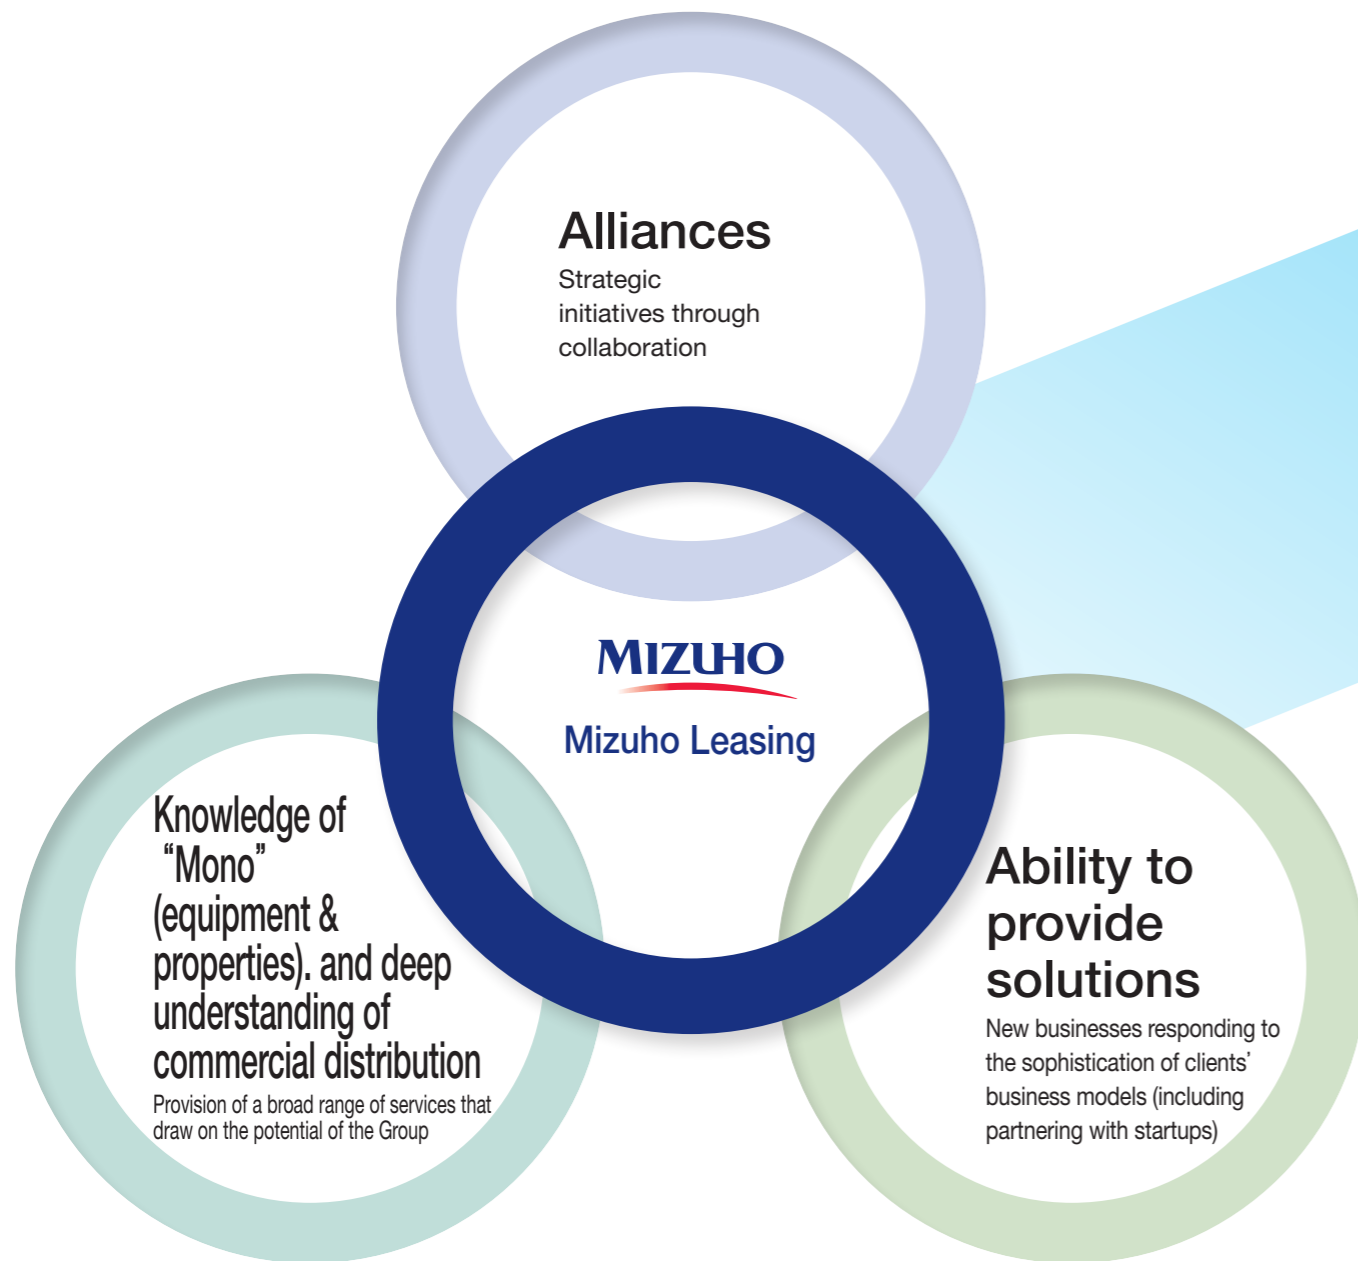 Alliances
Strategic
initiatives through
collaboration
MIZUHO
Mizuho Leasing
Knowledge of
“Mono”
(equipment &
properties). and deep
understanding of
commercial distribution
Provision of a broad range of services that
draw on the potential of the Group
Ability to
provide
solutions
New businesses responding to
the sophistication of clients’
business models (including
partnering with startups)